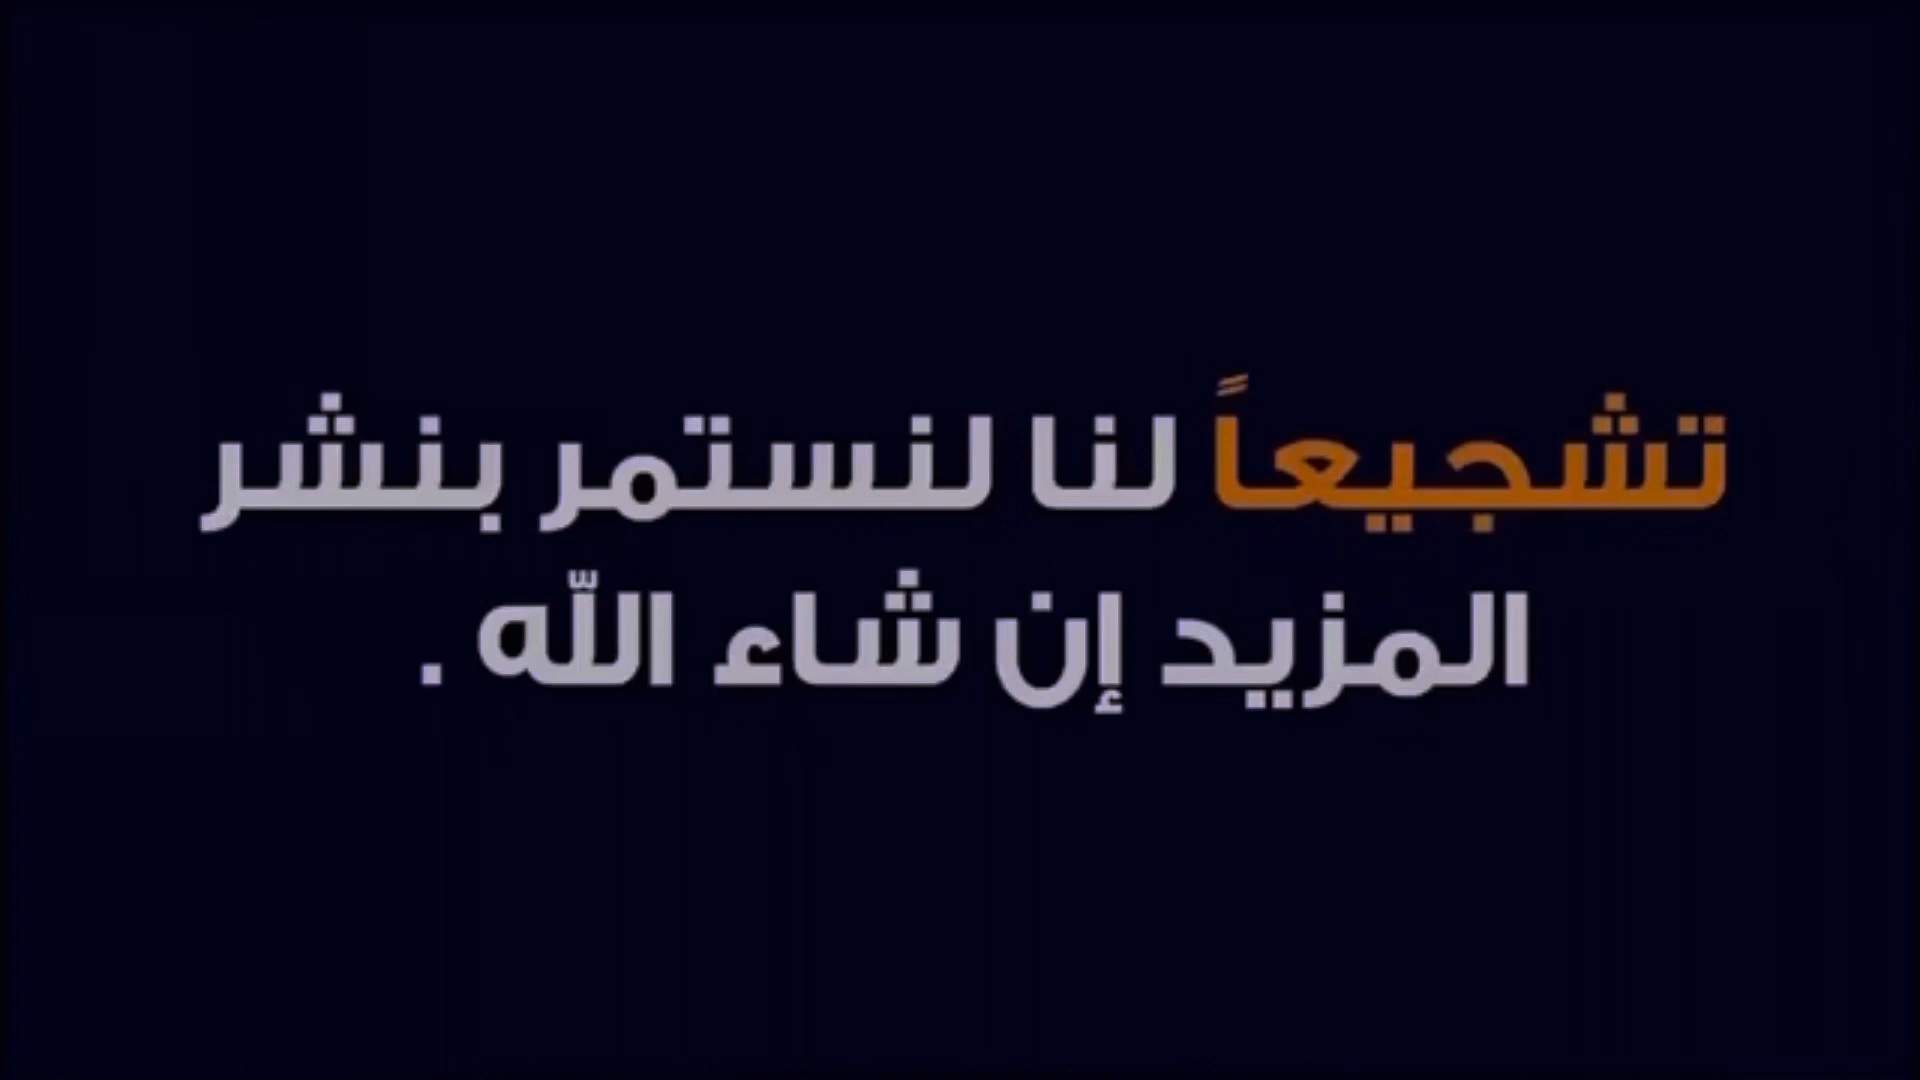 تشجيعاً لنا لنستمر بنشر
المزيد إن شاء اللّه .